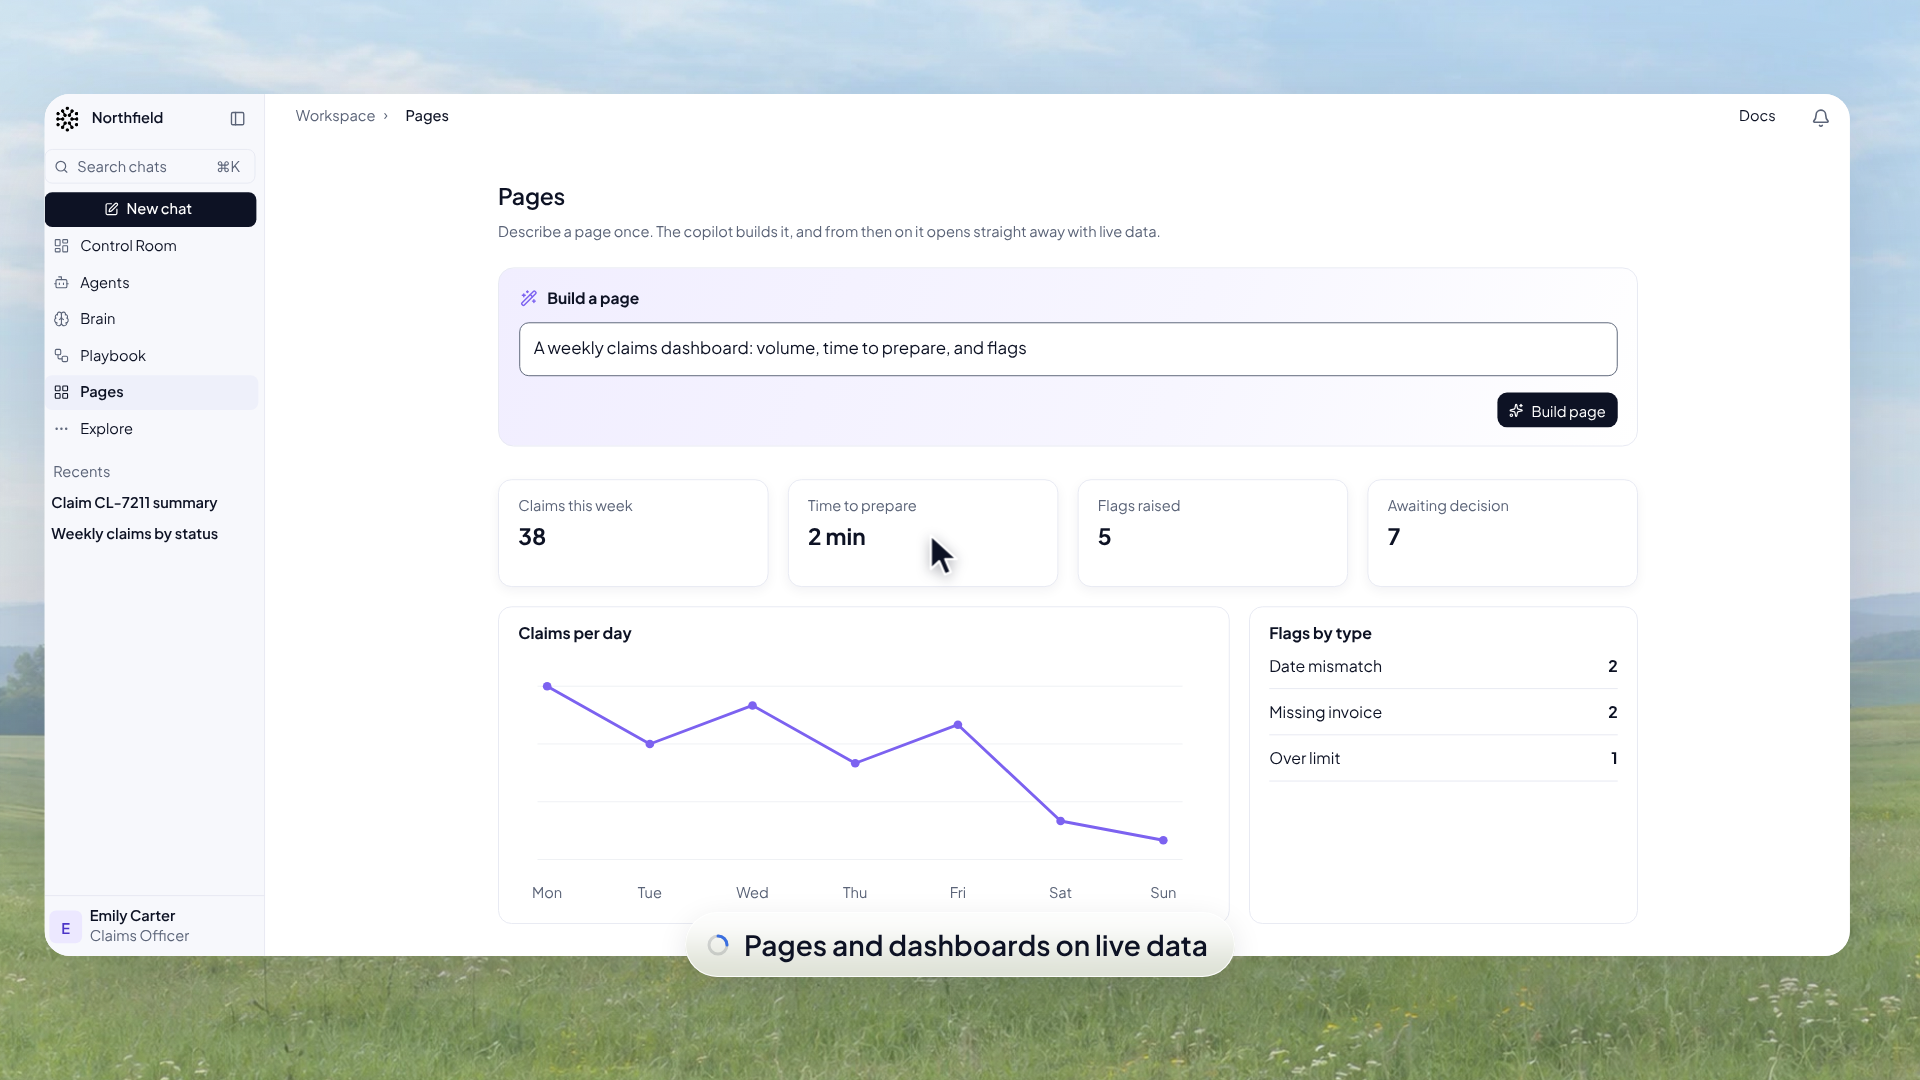 Northfield
Search chats ⌘K
New chat
Control Room
Agents
Brain
Playbook
Pages
Explore
Recents
Claim CL-7211 summary
Weekly claims by status
E
Emily Carter
Claims Officer
Workspace › Pages
Docs
Pages
Describe a page once. The copilot builds it, and from then on it opens straight away with live data.
Build a page
A weekly claims dashboard: volume, time to prepare, and flags
Build page
Claims this week
38
Time to prepare
2 min
Flags raised
5
Awaiting decision
7
Claims per day
Mon Tue Wed Thu Fri Sat Sun
Flags by type
Date mismatch 2
Missing invoice 2
Over limit 1
Pages and dashboards on live data